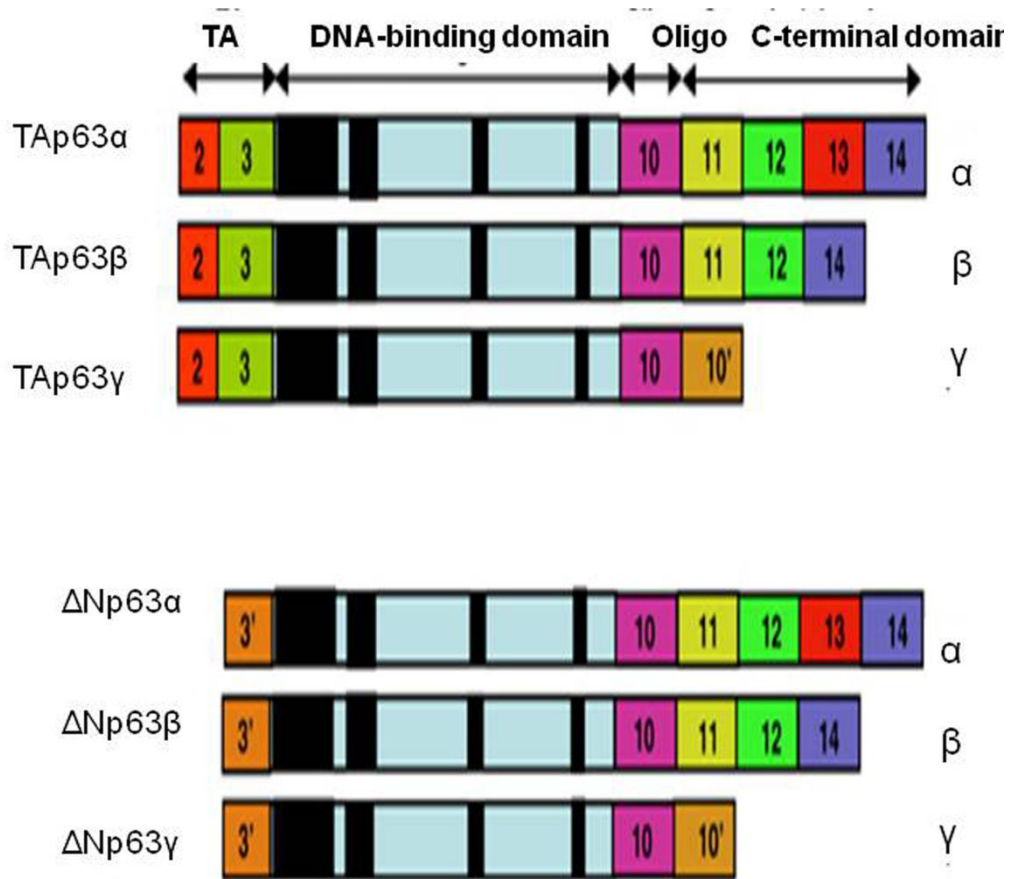 TA DNA-binding domain Oligo C-terminal domain
TAp63α 2 3 10 11 12 13 14 α
TAp63β 2 3 10 11 12 14 β
TAp63γ 2 3 10 10' γ
ΔNp63α 3' 10 11 12 13 14 α
ΔNp63β 3' 10 11 12 14 β
ΔNp63γ 3' 10 10' γ